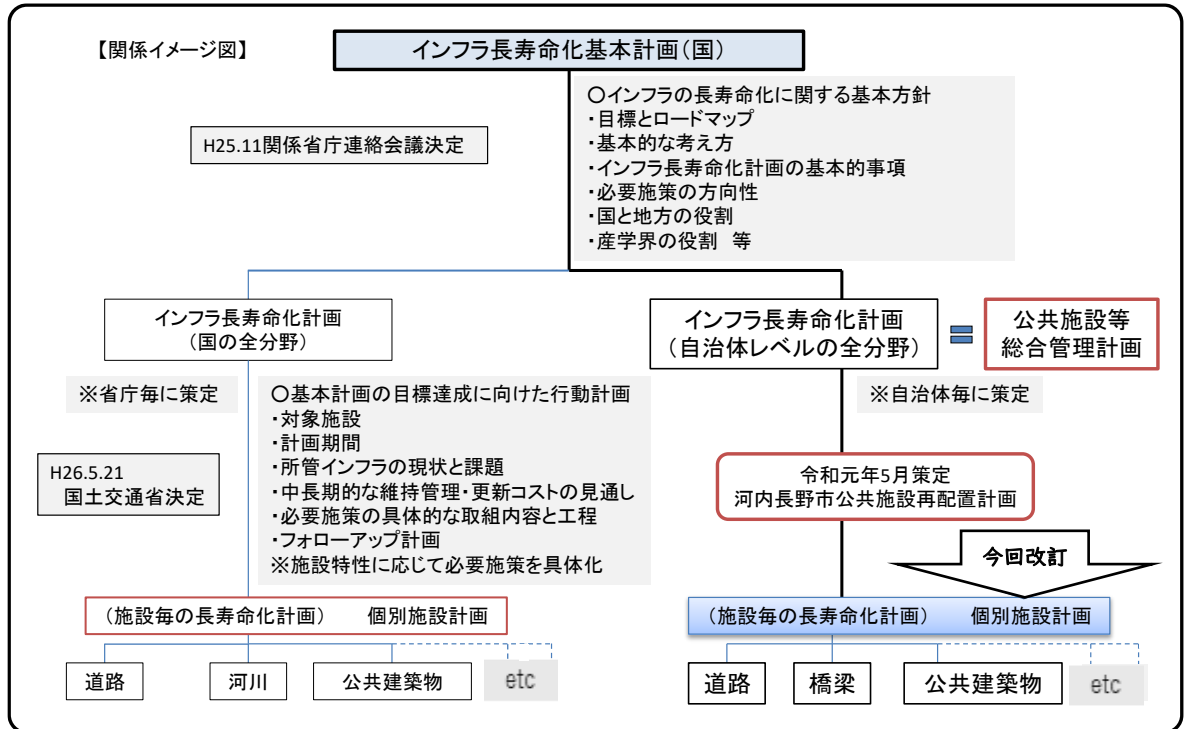 【関係イメージ図】
インフラ長寿命化基本計画（国）
H25.11関係省庁連絡会議決定
○インフラの長寿命化に関する基本方針
・目標とロードマップ
・基本的な考え方
・インフラ長寿命化計画の基本的事項
・必要施策の方向性
・国と地方の役割
・産学界の役割　等
インフラ長寿命化計画
（国の全分野）
インフラ長寿命化計画
（自治体レベルの全分野）
=
公共施設等
総合管理計画
※省庁毎に策定
○基本計画の目標達成に向けた行動計画
・対象施設
・計画期間
・所管インフラの現状と課題
・中長期的な維持管理・更新コストの見通し
・必要施策の具体的な取組内容と工程
・フォローアップ計画
※施設特性に応じて必要施策を具体化
※自治体毎に策定
H26.5.21
国土交通省決定
令和元年5月策定
河内長野市公共施設再配置計画
今回改訂
（施設毎の長寿命化計画）　個別施設計画
（施設毎の長寿命化計画）　個別施設計画
道路
河川
公共建築物
etc
道路
橋梁
公共建築物
etc